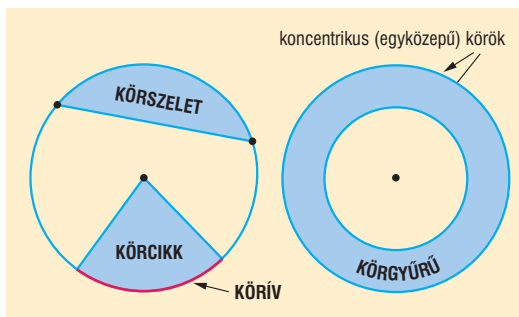 koncentrikus (egyközepű) körök
KÖRSZELET
KÖRCIKK
KÖRÍV
KÖRGYŰRŰ